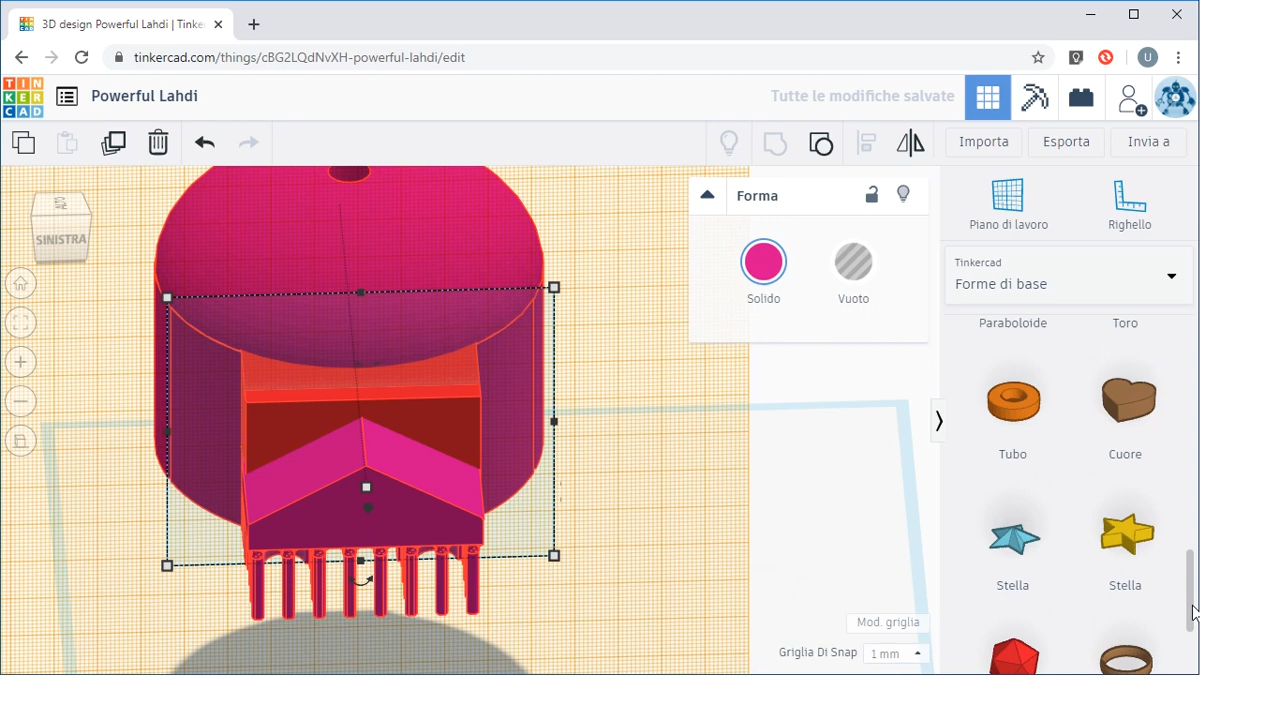 3D design Powerful Lahdi | Tinke
tinkercad.com/things/cBG2LQdNvXH-powerful-lahdi/edit
U
TIN
KER
CAD
Powerful Lahdi
Tutte le modifiche salvate
Importa
Esporta
Invia a
SINISTRA
Forma
Solido
Vuoto
Piano di lavoro
Righello
Tinkercad
Forme di base
Paraboloide
Toro
Tubo
Cuore
Stella
Stella
Mod. griglia
Griglia Di Snap
1 mm